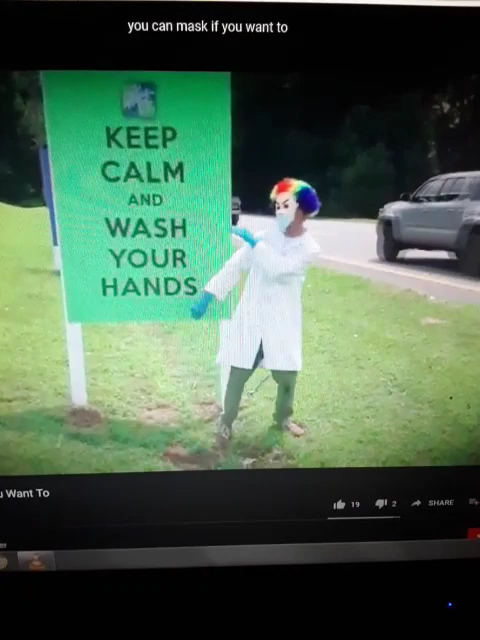 you can mask if you want to
KEEP
CALM
AND
WASH
YOUR
HANDS
u Want To
19
2
SHARE